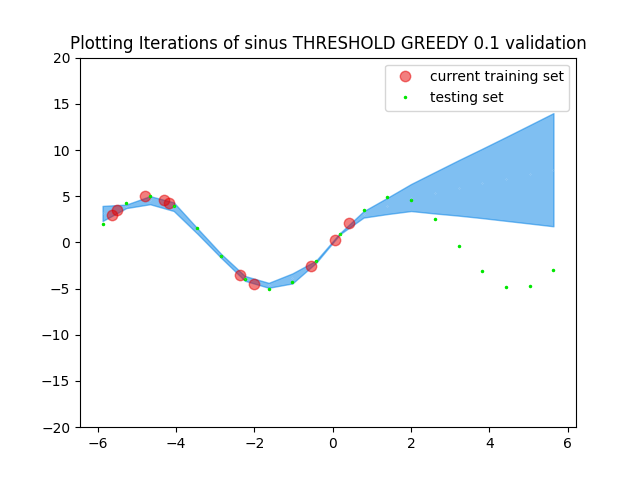 Plotting Iterations of sinus THRESHOLD GREEDY 0.1 validation
current training set
testing set
20
15
10
5
0
−5
−10
−15
−20
−6 −4 −2 0 2 4 6